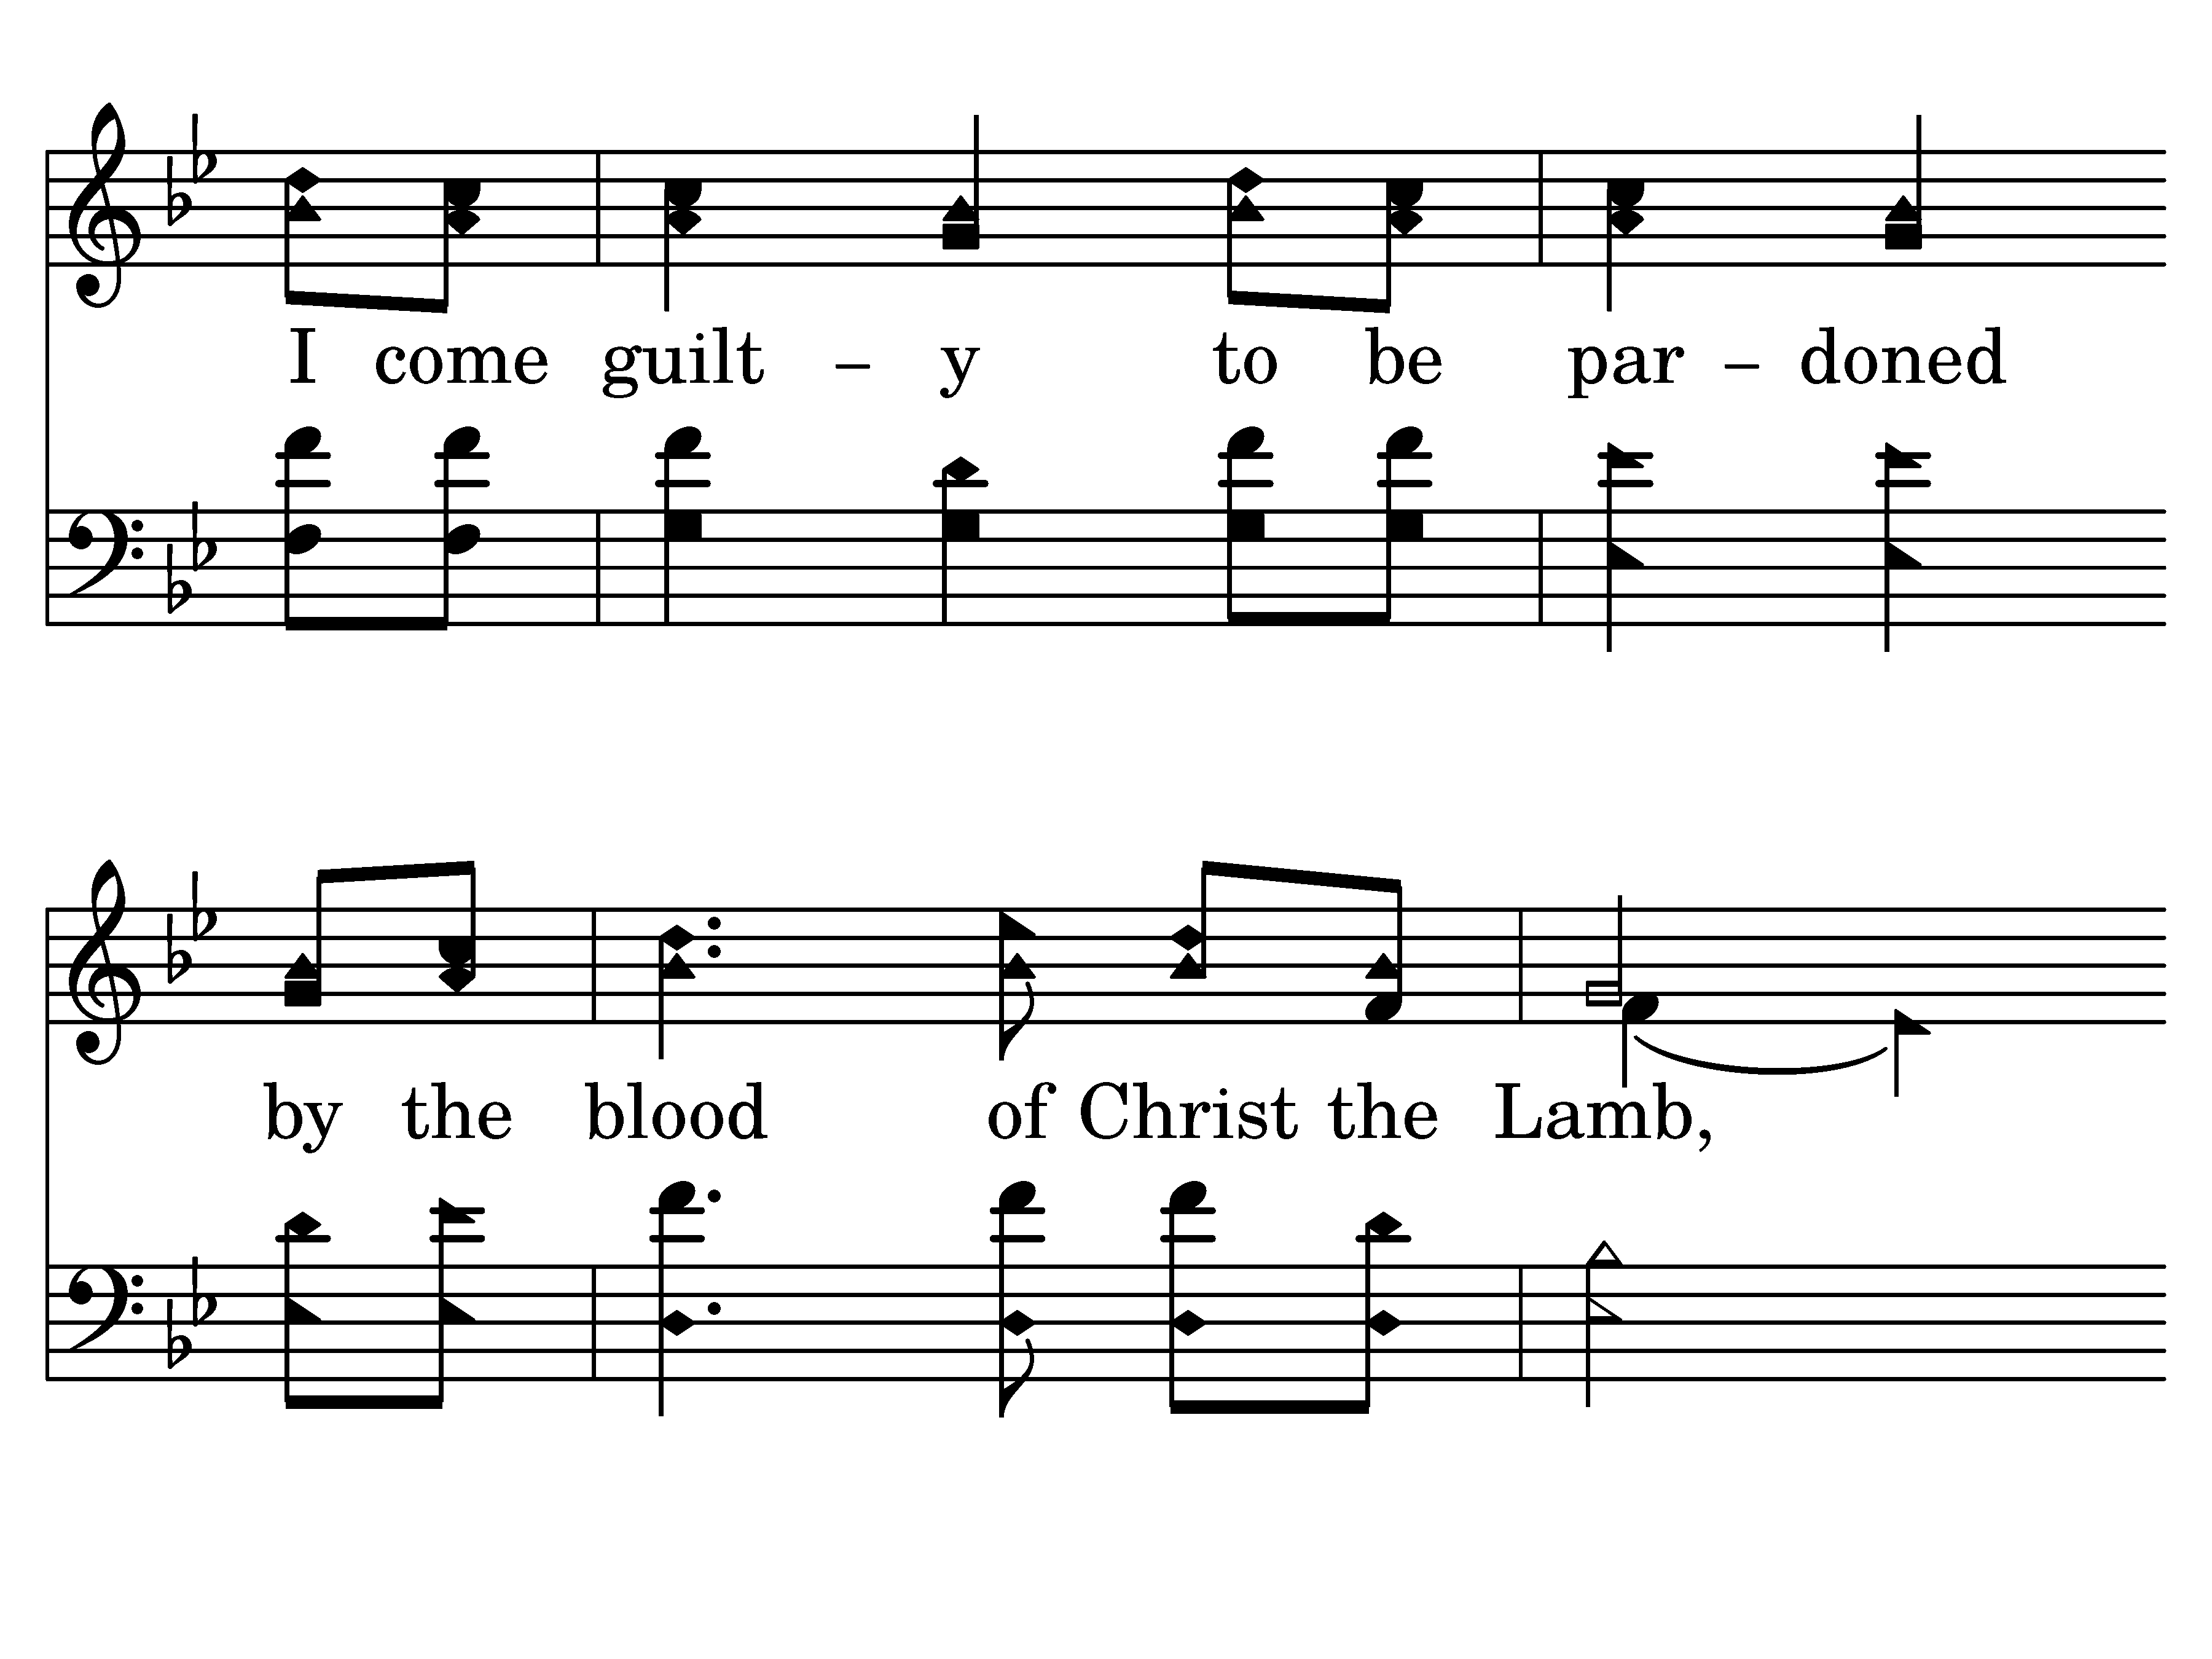 I come guilt – y to be par – doned
by the blood of Christ the Lamb,